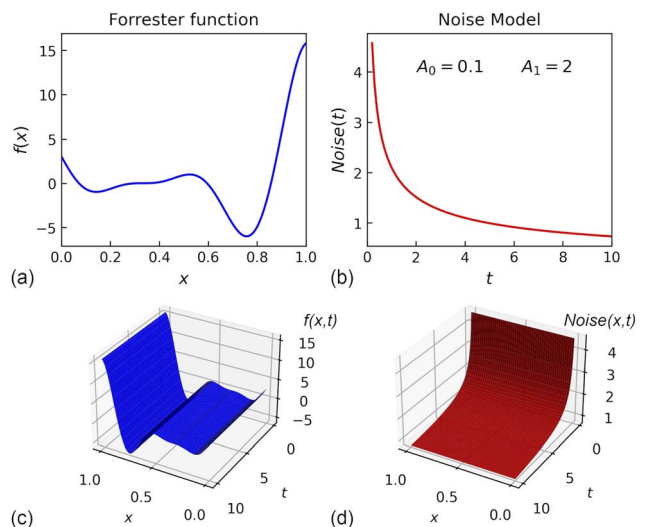 Forrester function
f(x)
15
10
5
0
−5
0.0 0.2 0.4 0.6 0.8 1.0
x
(a)
Noise Model
A₀ = 0.1 A₁ = 2
Noise(t)
4
3
2
1
0 2 4 6 8 10
t
(b)
f(x,t)
15
10
5
0
−5
0
5
10
t
1.0
0.5
0.0
x
(c)
Noise(x,t)
4
3
2
1
0
5
10
t
1.0
0.5
0.0
x
(d)